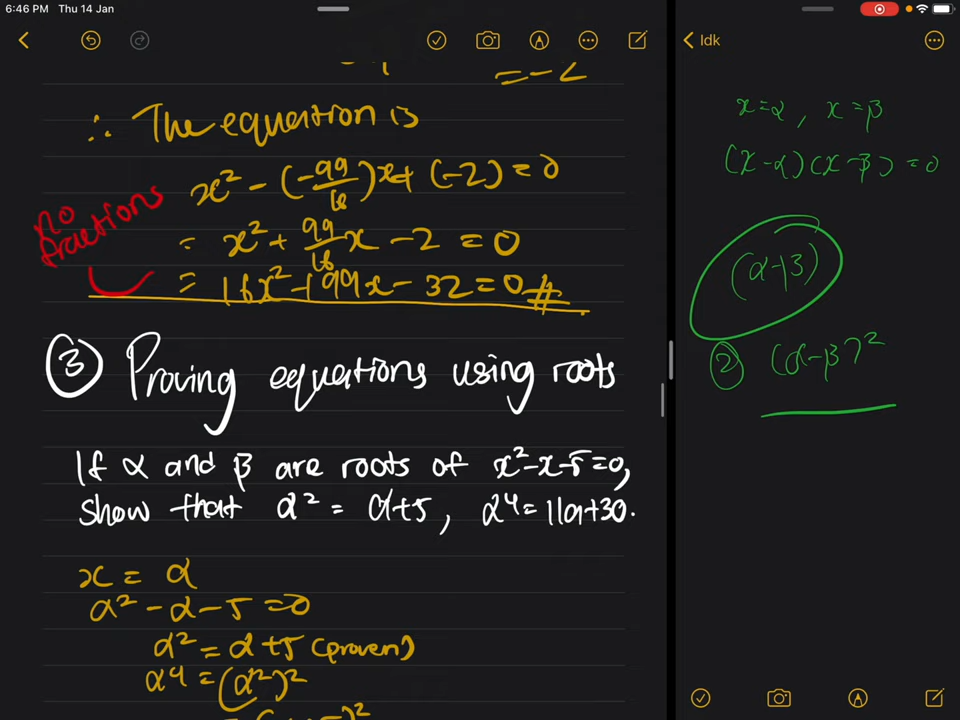 6:46 PM Thu 14 Jan
= -2
∴ The equation is
x² - (-99/16)x + (-2) = 0
no fractions
= x² + 99/16 x - 2 = 0
= 16x² + 99x - 32 = 0 #
③ Proving equations using roots
If α and β are roots of x²-x-5=0,
show that α² = α+5, α⁴ = 11α+30.
x = α
α² - α - 5 = 0
α² = α + 5 (proven)
α⁴ = (α²)²
Idk
x = α, x = β
(x-α)(x-β) = 0
(α-β)
② (α-β)²